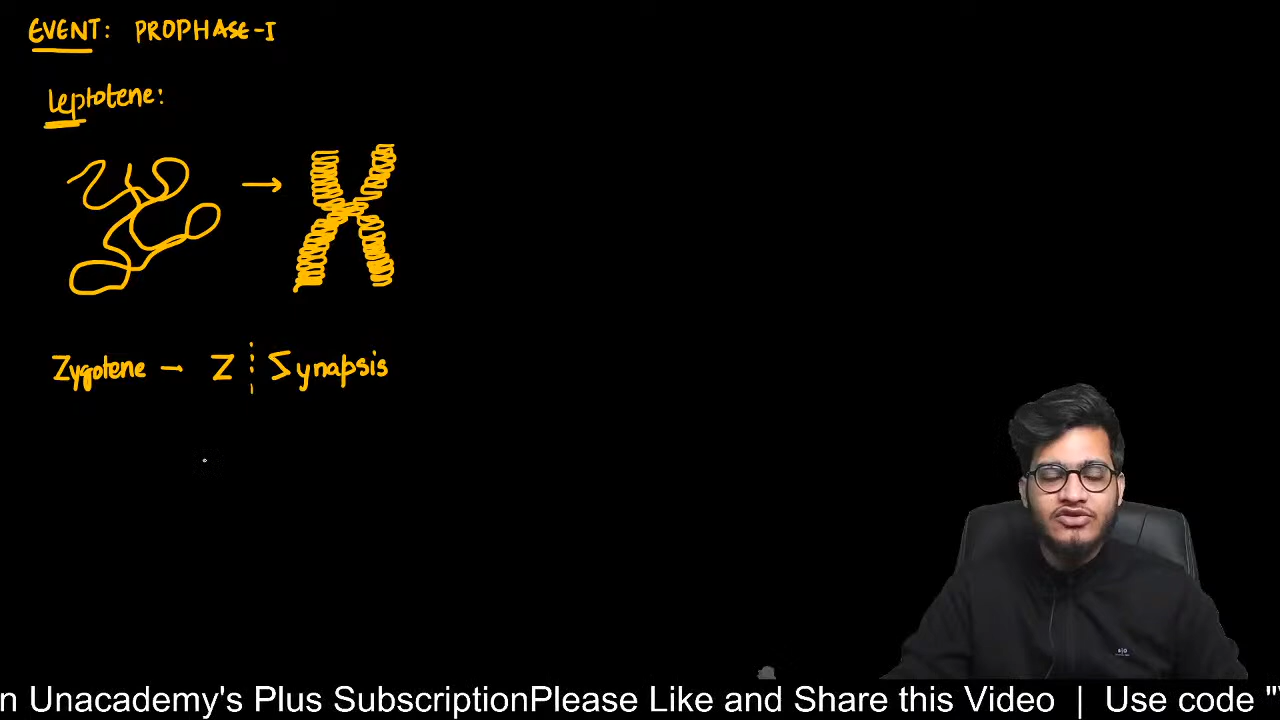 EVENT: PROPHASE-I
Leptotene:
Zygotene - Z Synapsis
n Unacademy's Plus SubscriptionPlease Like and Share this Video | Use code "